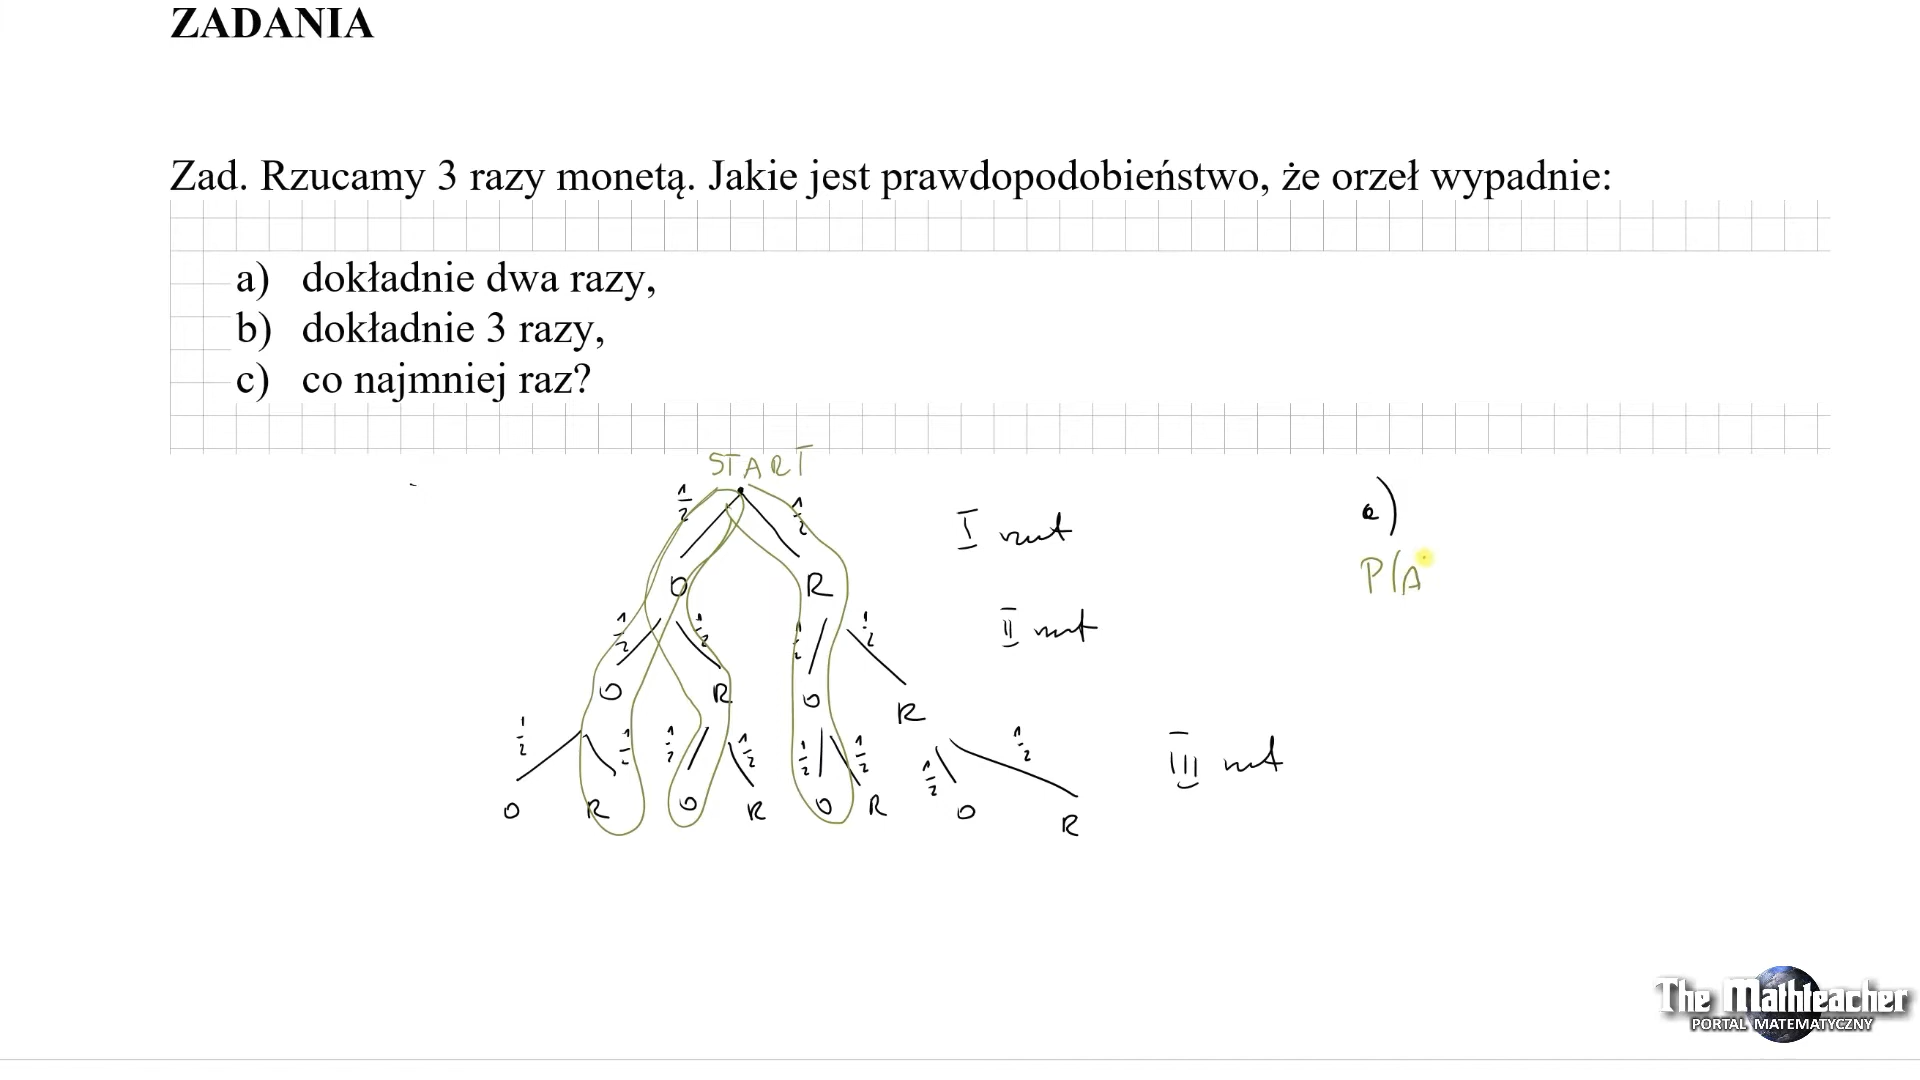 ZADANIA
Zad. Rzucamy 3 razy monetą. Jakie jest prawdopodobieństwo, że orzeł wypadnie:
a) dokładnie dwa razy,
b) dokładnie 3 razy,
c) co najmniej raz?
START
1/2 1/2
I rzut
a)
P(A
O R
1/2 1/2 1/2 1/2
II rzut
O R O R
1/2 1/2 1/2 1/2 1/2 1/2 1/2 1/2
III rzut
O R O R O R O R
The Mathteacher
PORTAL MATEMATYCZNY